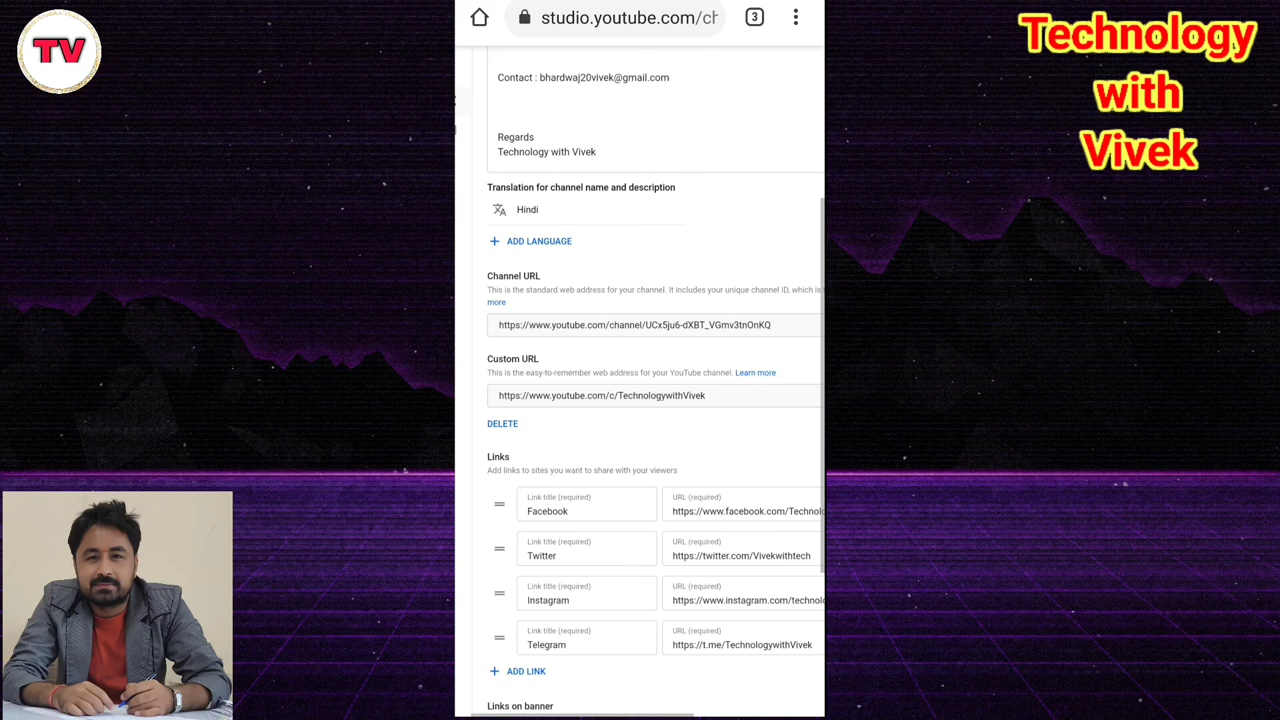 TV
studio.youtube.com/ch
3
Technology
with
Vivek
Contact : bhardwaj20vivek@gmail.com
Regards
Technology with Vivek
Translation for channel name and description
Hindi
+ ADD LANGUAGE
Channel URL
This is the standard web address for your channel. It includes your unique channel ID, which is
more
https://www.youtube.com/channel/UCx5ju6-dXBT_VGmv3tnOnKQ
Custom URL
This is the easy-to-remember web address for your YouTube channel. Learn more
https://www.youtube.com/c/TechnologywithVivek
DELETE
Links
Add links to sites you want to share with your viewers
Link title (required) URL (required)
Facebook https://www.facebook.com/Technolo
Link title (required) URL (required)
Twitter https://twitter.com/Vivekwithtech
Link title (required) URL (required)
Instagram https://www.instagram.com/technolo
Link title (required) URL (required)
Telegram https://t.me/TechnologywithVivek
+ ADD LINK
Links on banner